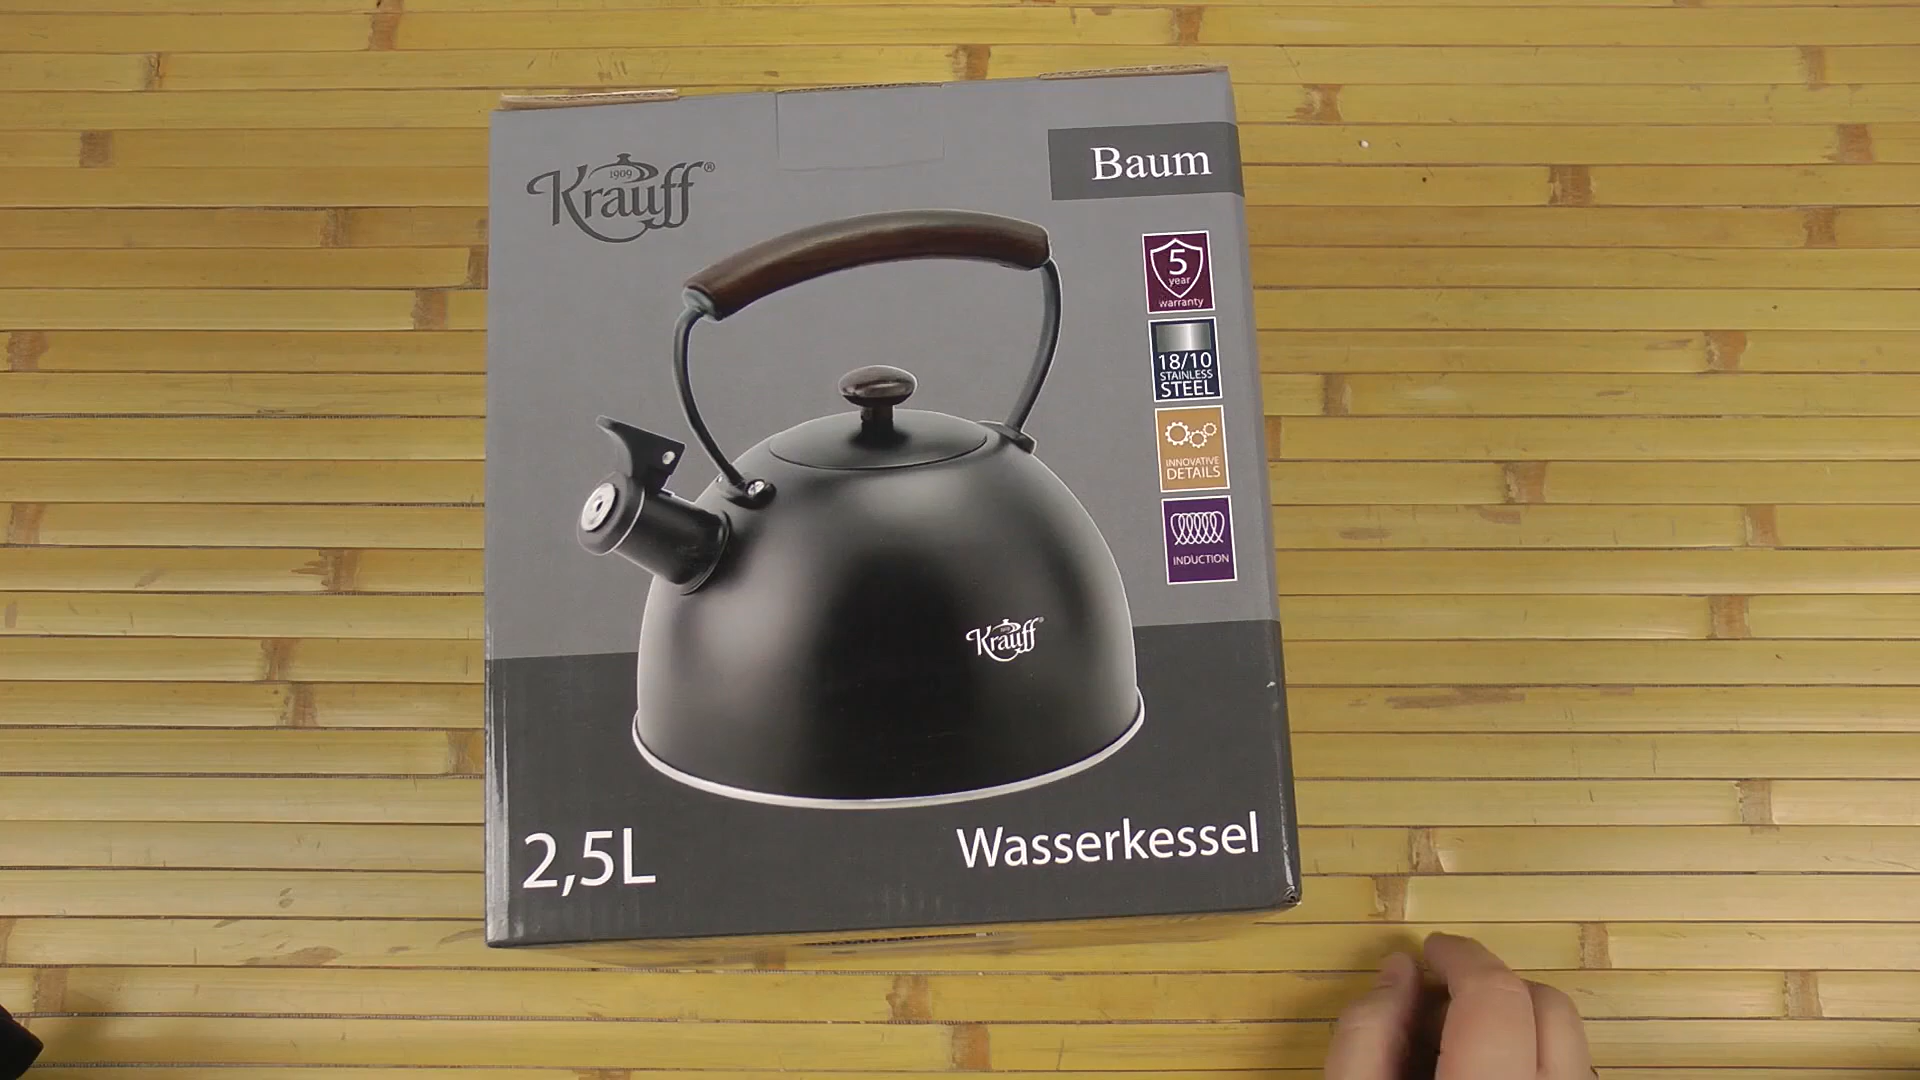 1909
Krauff®
Baum
5
year
warranty
18/10
STAINLESS
STEEL
INNOVATIVE
DETAILS
INDUCTION
Krauff®
2,5L
Wasserkessel